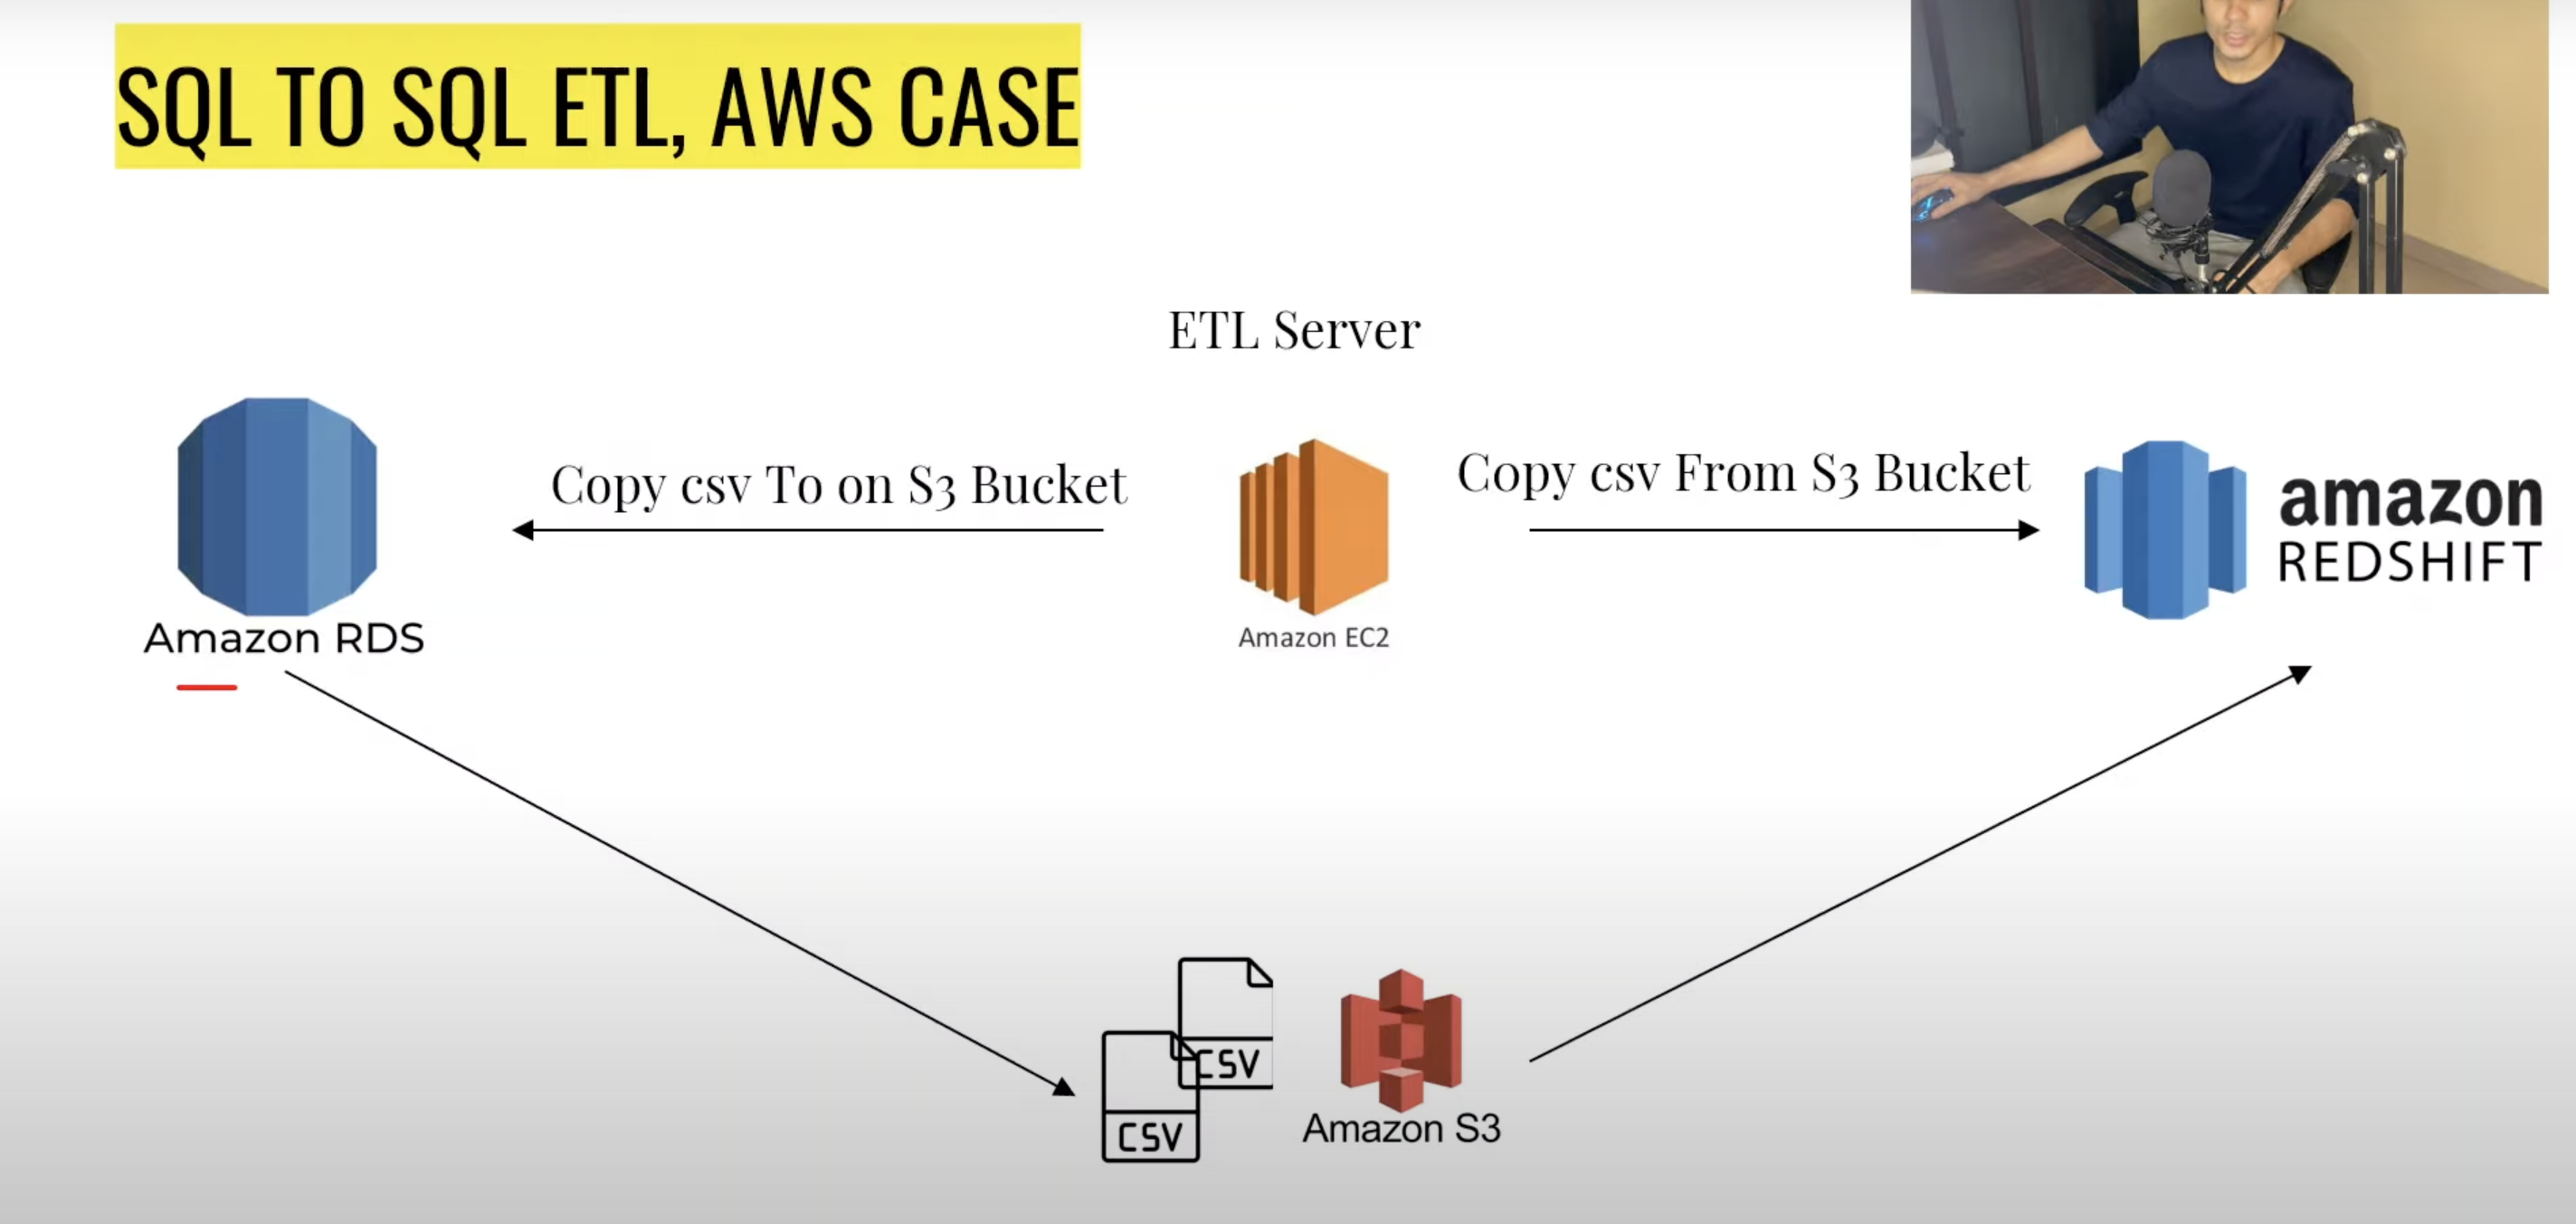 SQL TO SQL ETL, AWS CASE
ETL Server
Copy csv To on S3 Bucket
Copy csv From S3 Bucket
amazon
REDSHIFT
Amazon RDS
Amazon EC2
CSV
CSV
Amazon S3